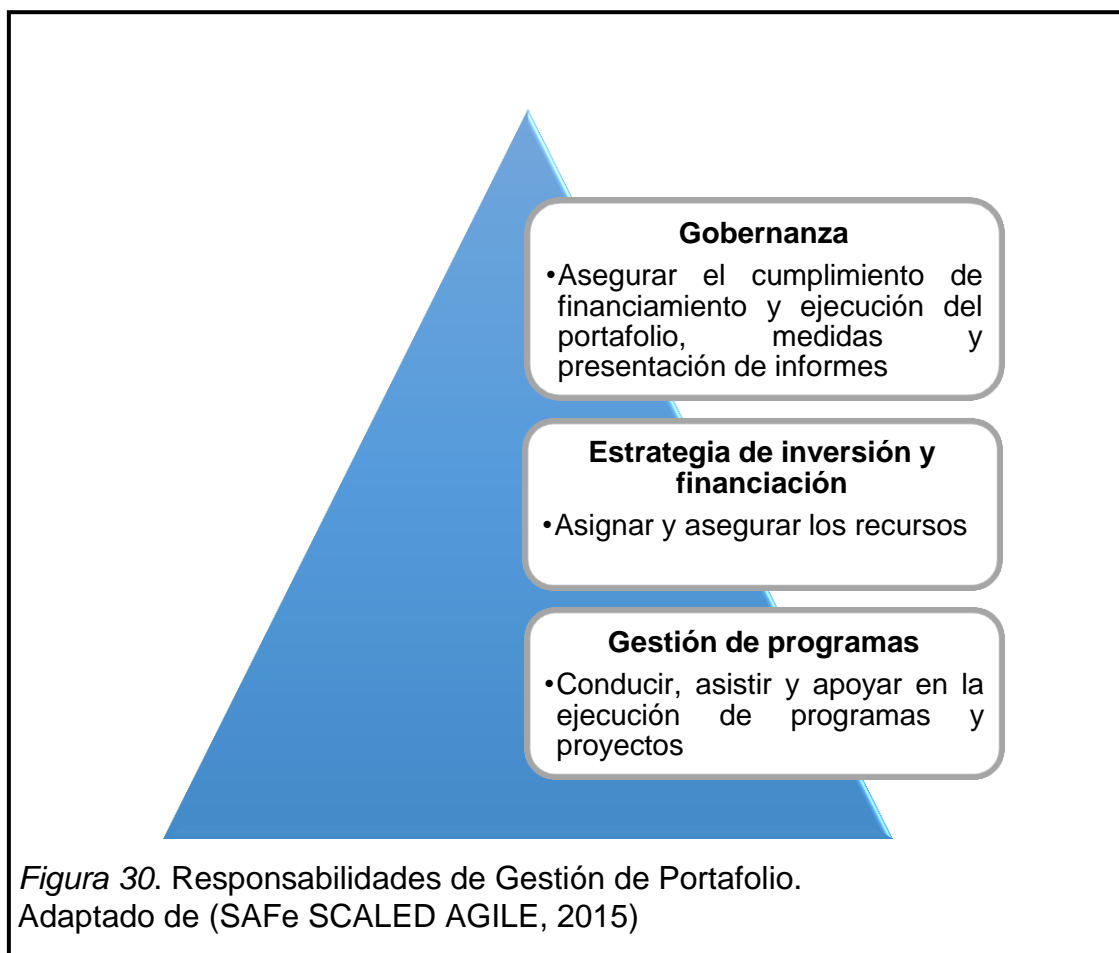 Gobernanza
•Asegurar el cumplimiento de
financiamiento y ejecución del
portafolio, medidas y
presentación de informes
Estrategia de inversión y
financiación
•Asignar y asegurar los recursos
Gestión de programas
•Conducir, asistir y apoyar en la
ejecución de programas y
proyectos
Figura 30. Responsabilidades de Gestión de Portafolio.
Adaptado de (SAFe SCALED AGILE, 2015)